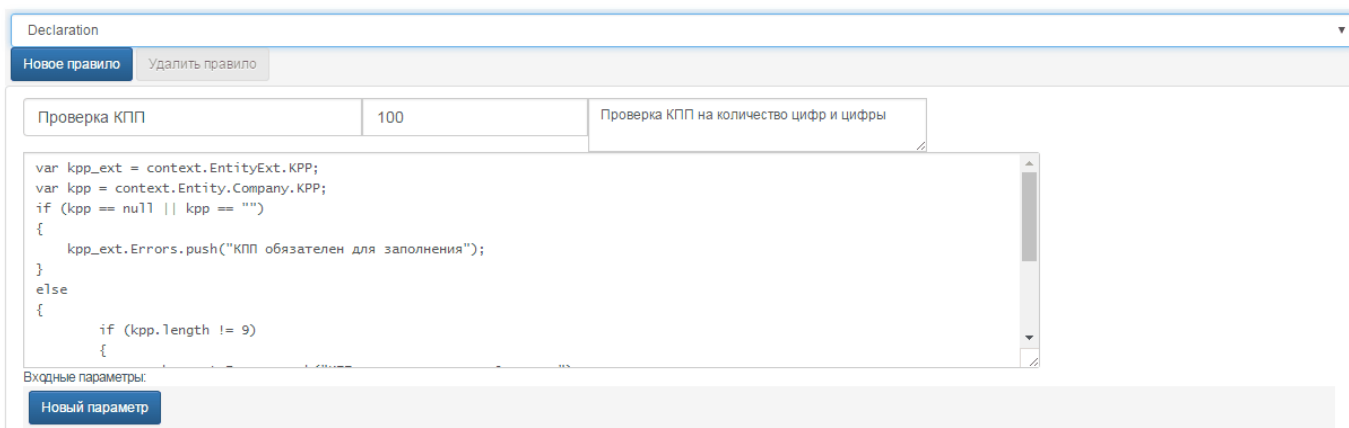 Declaration
Новое правило Удалить правило
Проверка КПП 100 Проверка КПП на количество цифр и цифры
var kpp_ext = context.EntityExt.KPP;
var kpp = context.Entity.Company.KPP;
if (kpp == null || kpp == "")
{
kpp_ext.Errors.push("КПП обязателен для заполнения");
}
else
{
if (kpp.length != 9)
{
Входные параметры:
Новый параметр